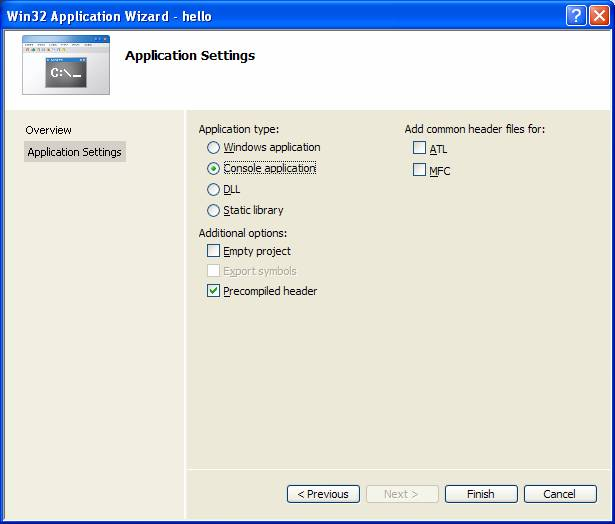 Win32 Application Wizard - hello
C:\_
Application Settings
Overview
Application Settings
Application type:
Windows application
Console application
DLL
Static library
Additional options:
Empty project
Export symbols
Precompiled header
Add common header files for:
ATL
MFC
< Previous
Next >
Finish
Cancel